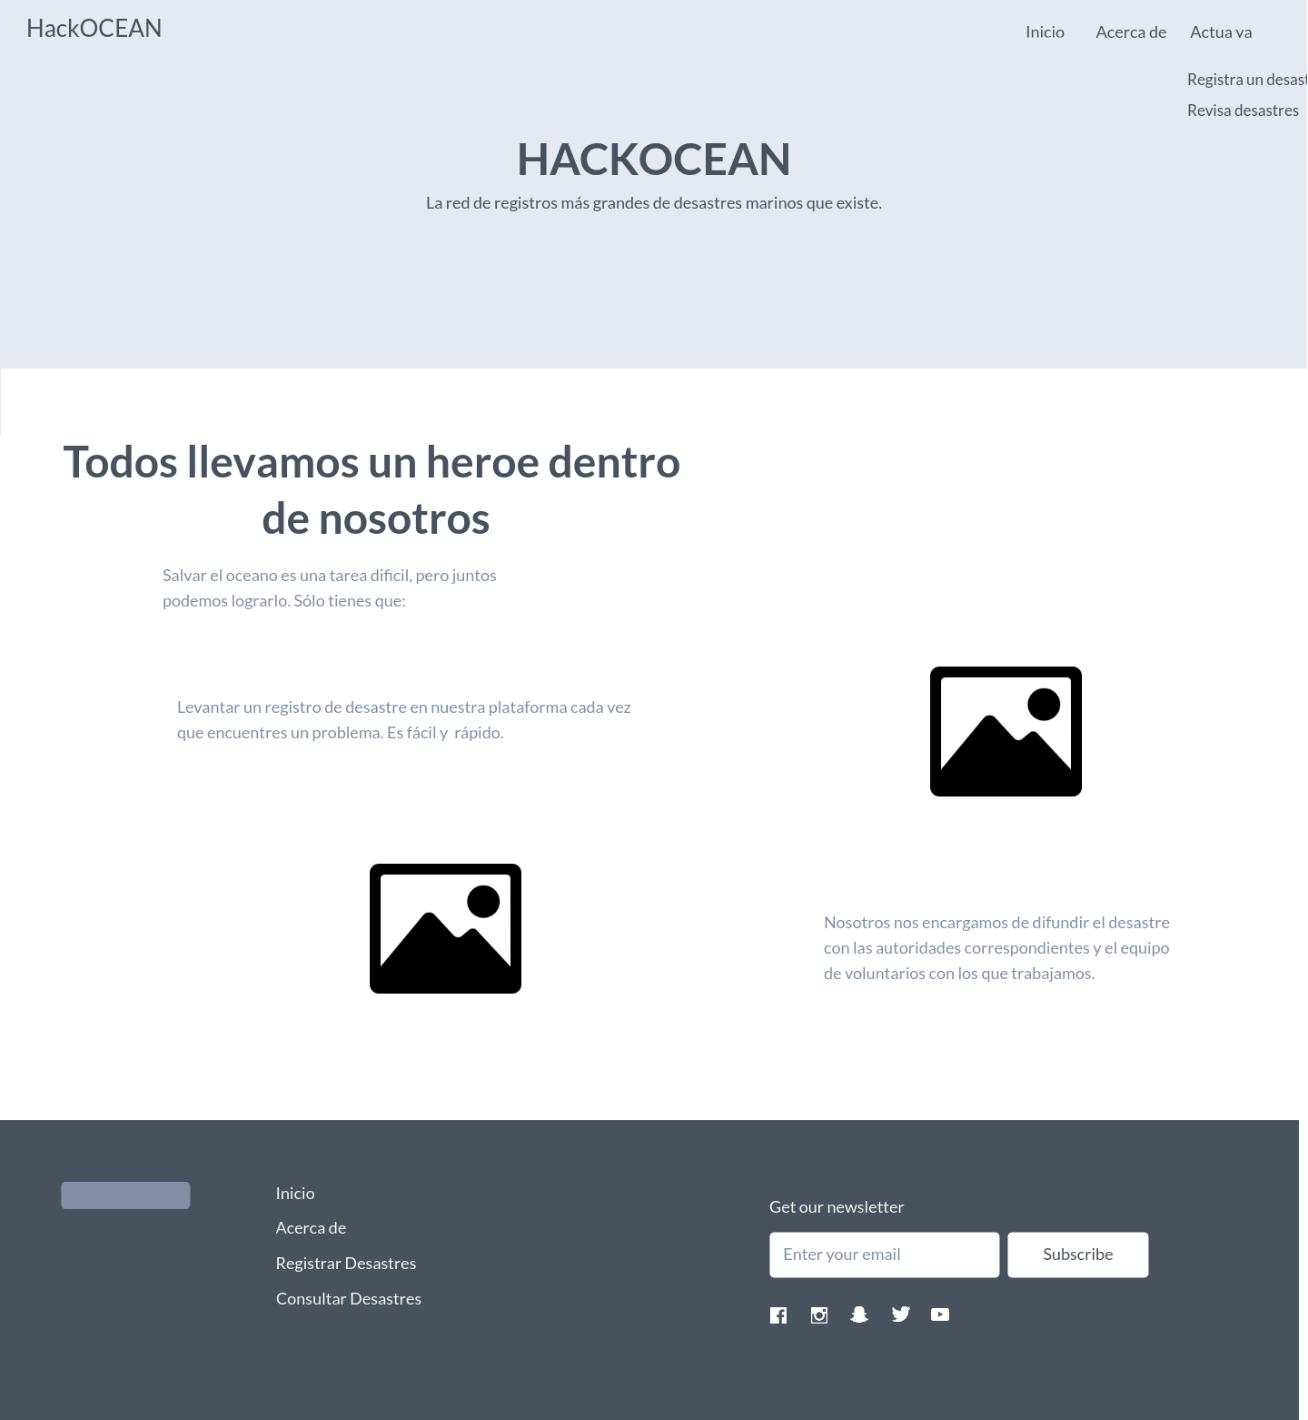 HackOCEAN
Inicio
Acerca de
Actua va
Registra un desast
Revisa desastres
HACKOCEAN
La red de registros más grandes de desastres marinos que existe.
Todos llevamos un heroe dentro
de nosotros
Salvar el oceano es una tarea dificil, pero juntos
podemos lograrlo. Sólo tienes que:
Levantar un registro de desastre en nuestra plataforma cada vez
que encuentres un problema. Es fácil y  rápido.
Nosotros nos encargamos de difundir el desastre
con las autoridades correspondientes y el equipo
de voluntarios con los que trabajamos.
Inicio
Acerca de
Registrar Desastres
Consultar Desastres
Get our newsletter
Enter your email
Subscribe